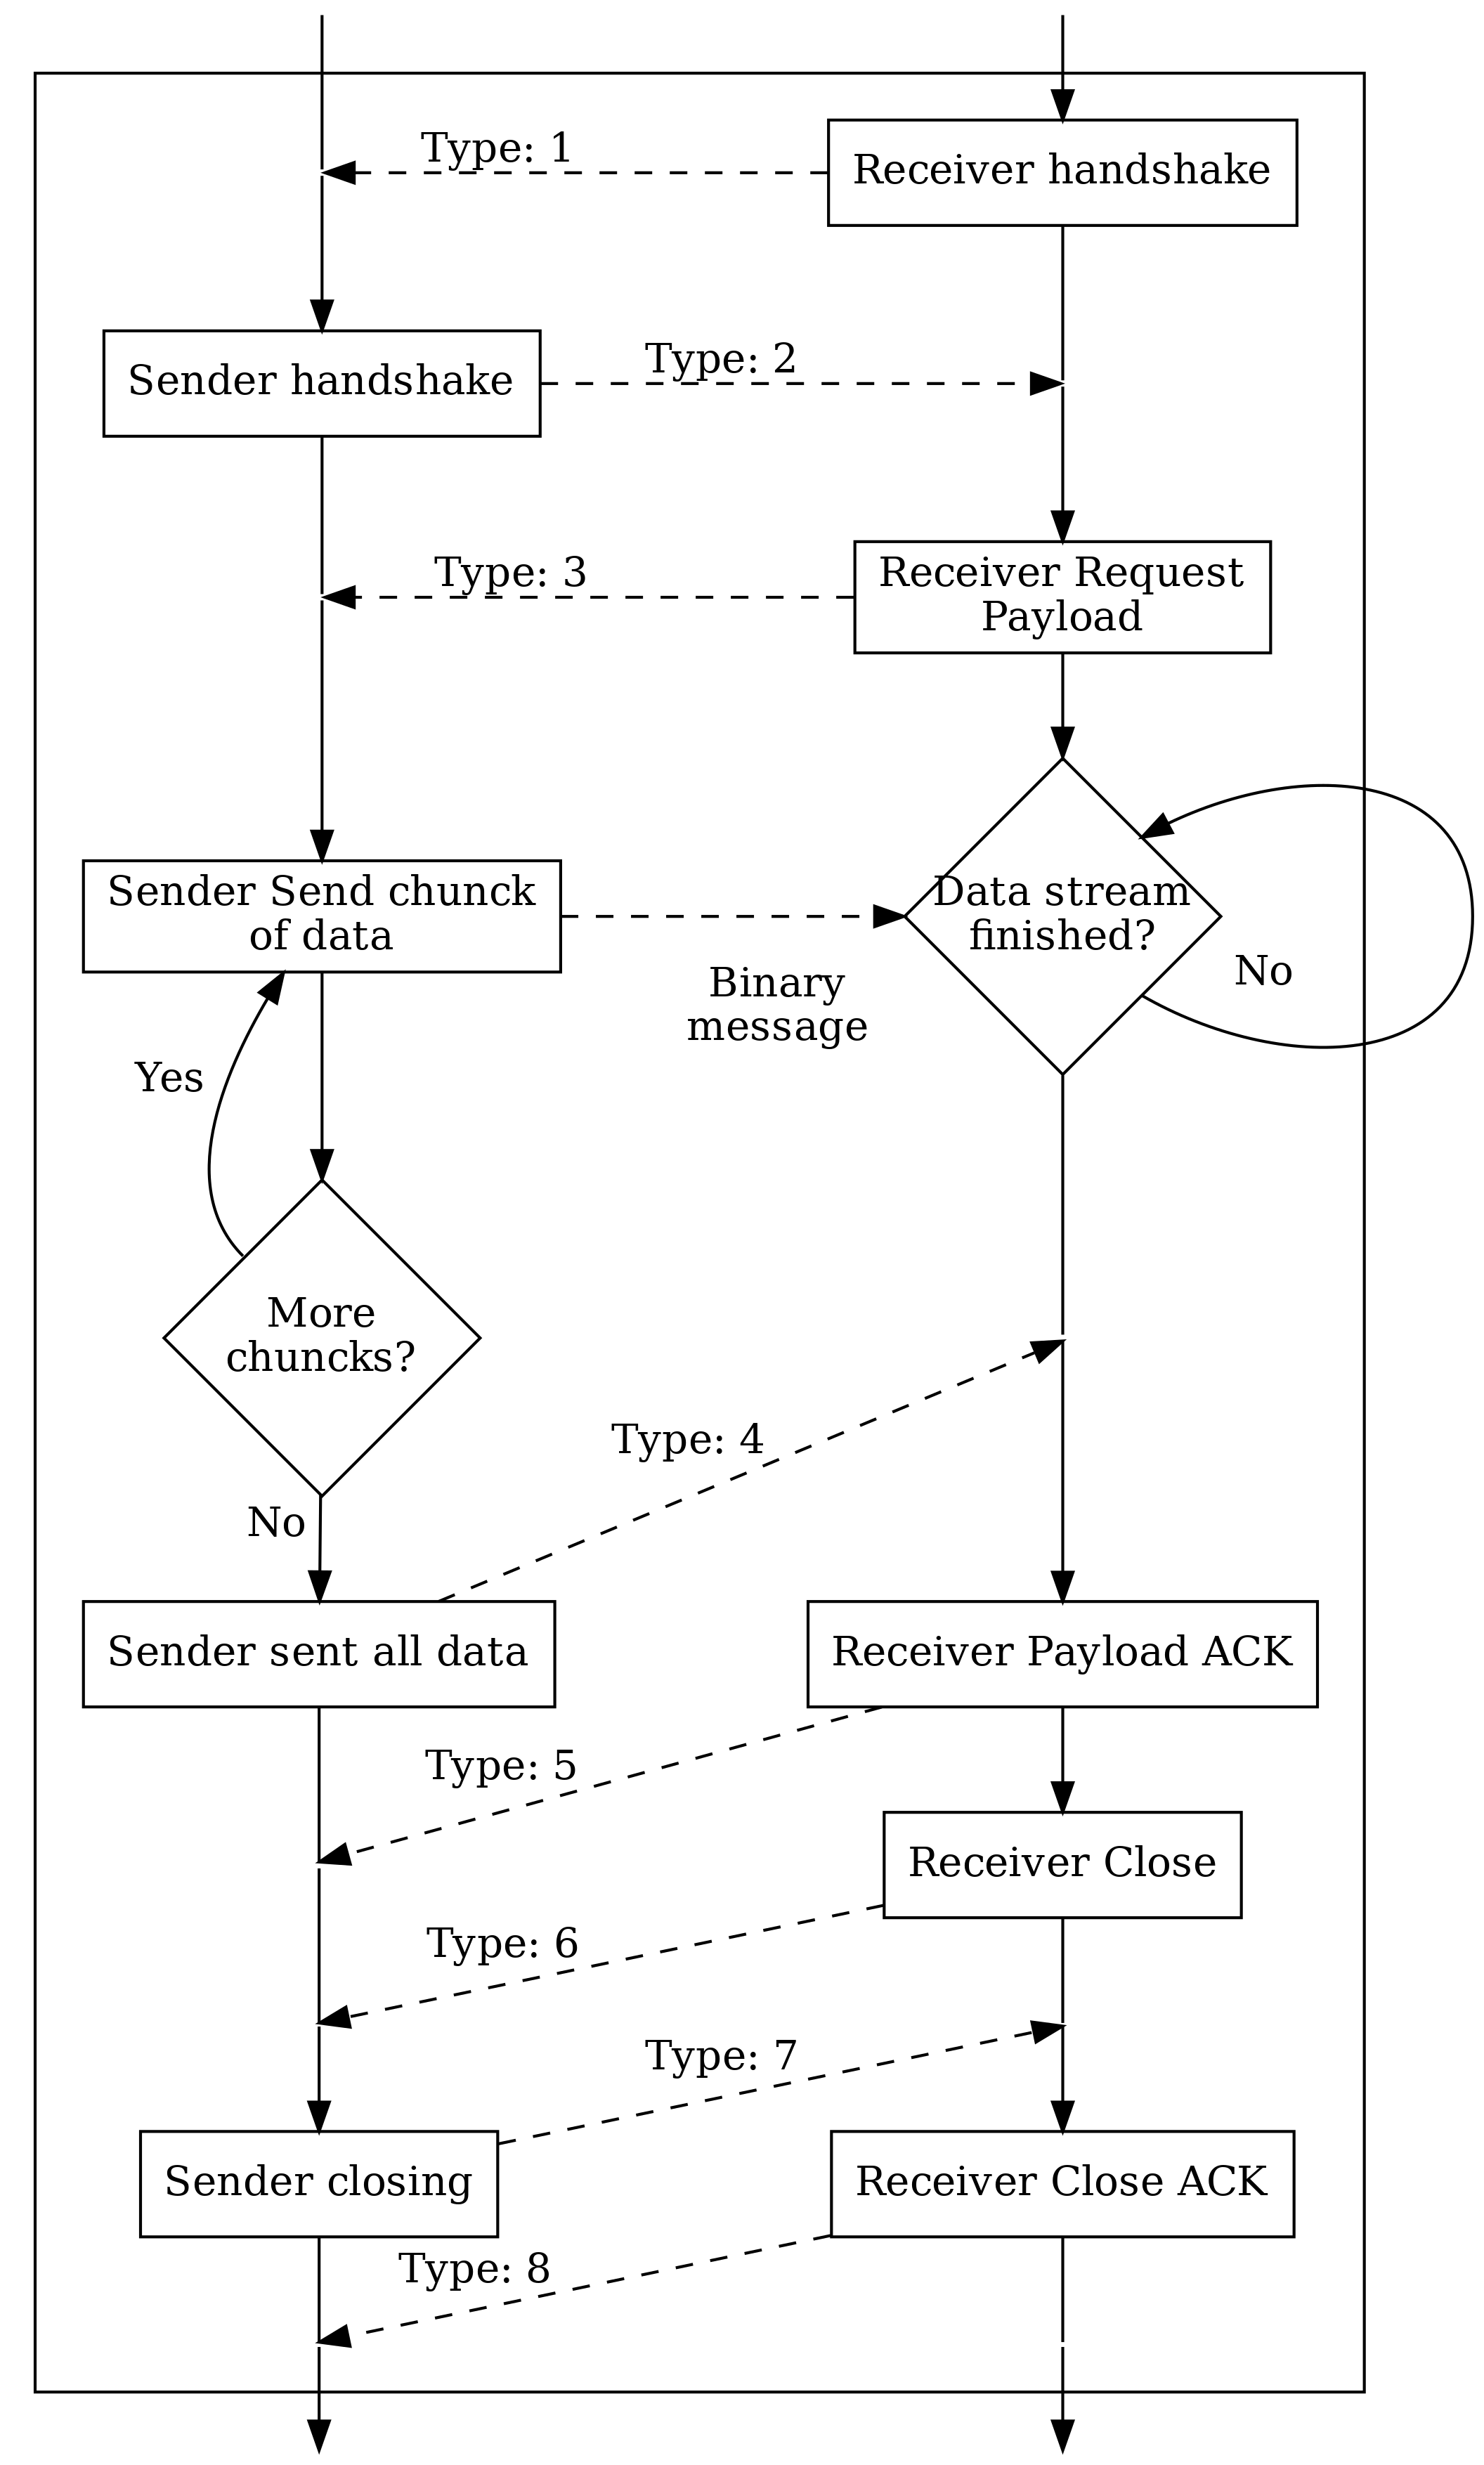 Type: 1
Receiver handshake
Sender handshake
Type: 2
Type: 3
Receiver Request
Payload
Sender Send chunck
of data
Data stream
finished?
No
Binary
message
Yes
More
chuncks?
Type: 4
No
Sender sent all data
Receiver Payload ACK
Type: 5
Receiver Close
Type: 6
Type: 7
Sender closing
Receiver Close ACK
Type: 8